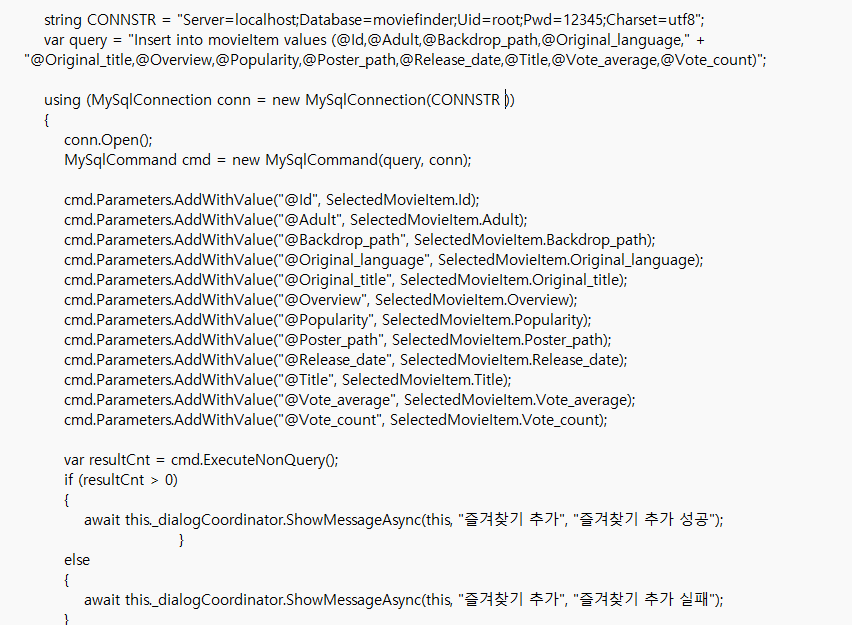 string CONNSTR = "Server=localhost;Database=moviefinder;Uid=root;Pwd=12345;Charset=utf8";
var query = "Insert into movieItem values (@Id,@Adult,@Backdrop_path,@Original_language," +
"@Original_title,@Overview,@Popularity,@Poster_path,@Release_date,@Title,@Vote_average,@Vote_count)";
using (MySqlConnection conn = new MySqlConnection(CONNSTR ))
{
conn.Open();
MySqlCommand cmd = new MySqlCommand(query, conn);
cmd.Parameters.AddWithValue("@Id", SelectedMovieItem.Id);
cmd.Parameters.AddWithValue("@Adult", SelectedMovieItem.Adult);
cmd.Parameters.AddWithValue("@Backdrop_path", SelectedMovieItem.Backdrop_path);
cmd.Parameters.AddWithValue("@Original_language", SelectedMovieItem.Original_language);
cmd.Parameters.AddWithValue("@Original_title", SelectedMovieItem.Original_title);
cmd.Parameters.AddWithValue("@Overview", SelectedMovieItem.Overview);
cmd.Parameters.AddWithValue("@Popularity", SelectedMovieItem.Popularity);
cmd.Parameters.AddWithValue("@Poster_path", SelectedMovieItem.Poster_path);
cmd.Parameters.AddWithValue("@Release_date", SelectedMovieItem.Release_date);
cmd.Parameters.AddWithValue("@Title", SelectedMovieItem.Title);
cmd.Parameters.AddWithValue("@Vote_average", SelectedMovieItem.Vote_average);
cmd.Parameters.AddWithValue("@Vote_count", SelectedMovieItem.Vote_count);
var resultCnt = cmd.ExecuteNonQuery();
if (resultCnt > 0)
{
await this._dialogCoordinator.ShowMessageAsync(this, "즐겨찾기 추가", "즐겨찾기 추가 성공");
}
else
{
await this._dialogCoordinator.ShowMessageAsync(this, "즐겨찾기 추가", "즐겨찾기 추가 실패");
}